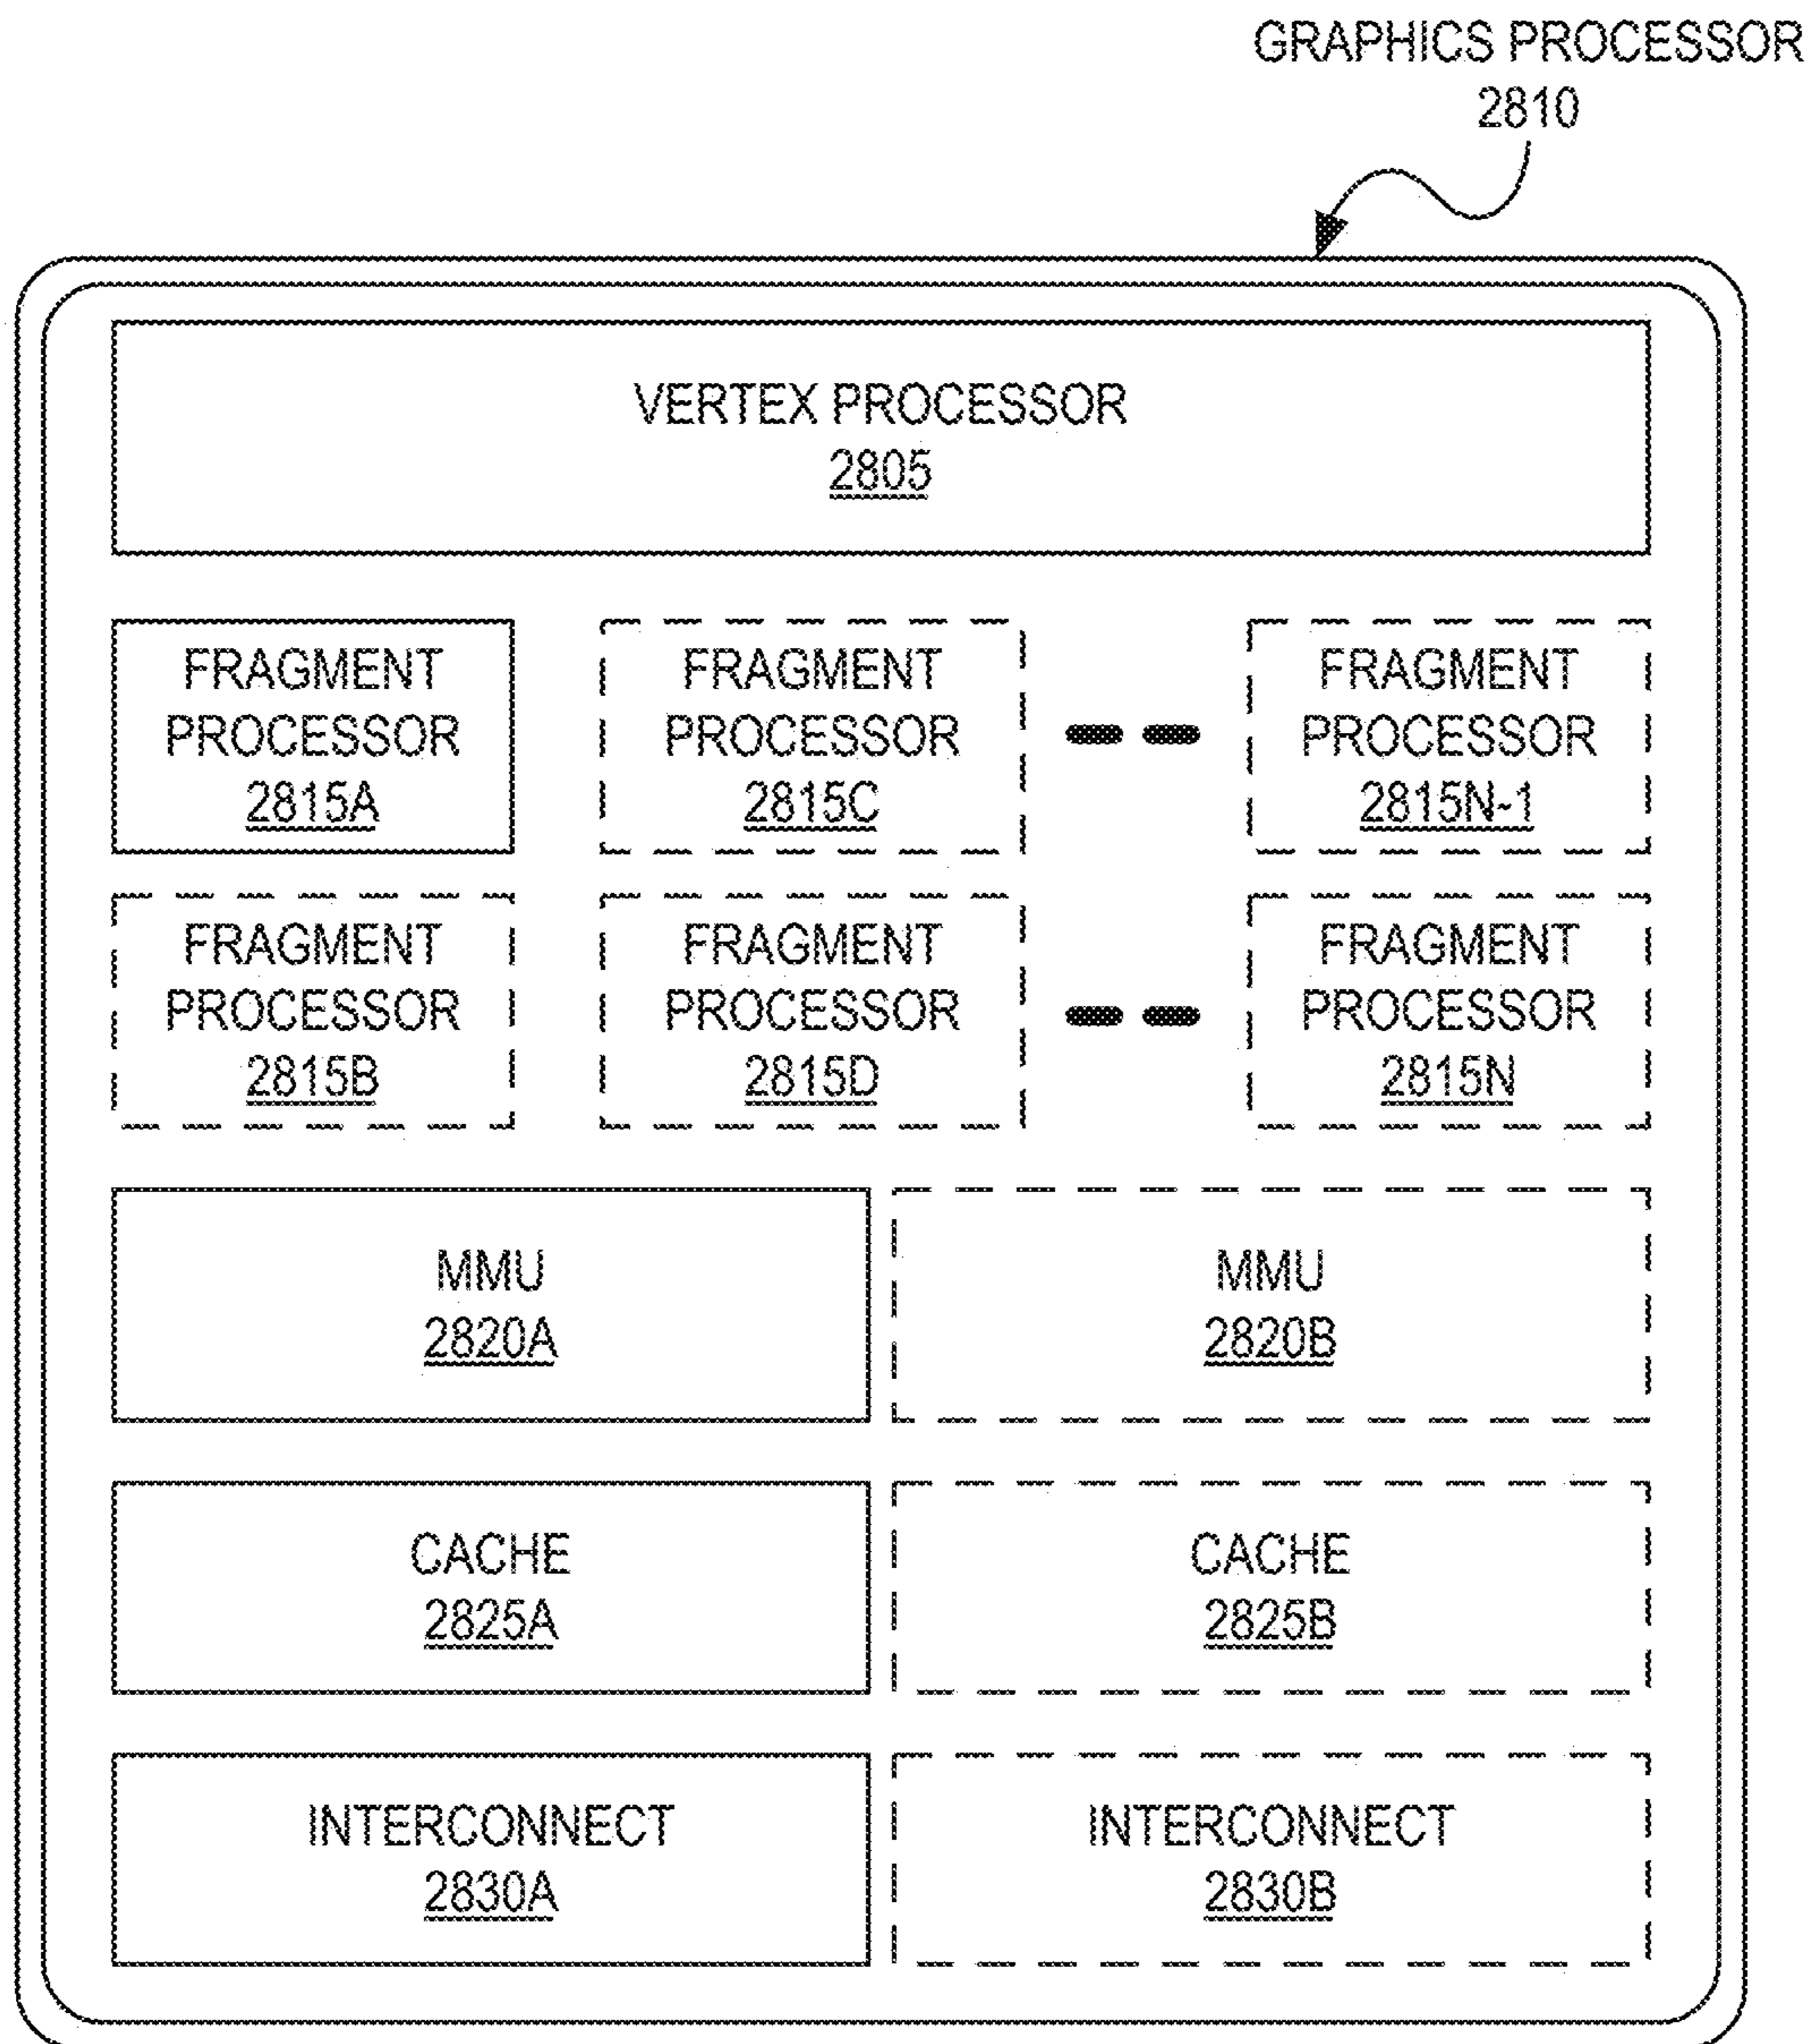 GRAPHICS PROCESSOR
2810
VERTEX PROCESSOR
2805
FRAGMENT
PROCESSOR
2815A
FRAGMENT
PROCESSOR
2815C
FRAGMENT
PROCESSOR
2815N-1
FRAGMENT
PROCESSOR
2815B
FRAGMENT
PROCESSOR
2815D
FRAGMENT
PROCESSOR
2815N
MMU
2820A
MMU
2820B
CACHE
2825A
CACHE
2825B
INTERCONNECT
2830A
INTERCONNECT
2830B